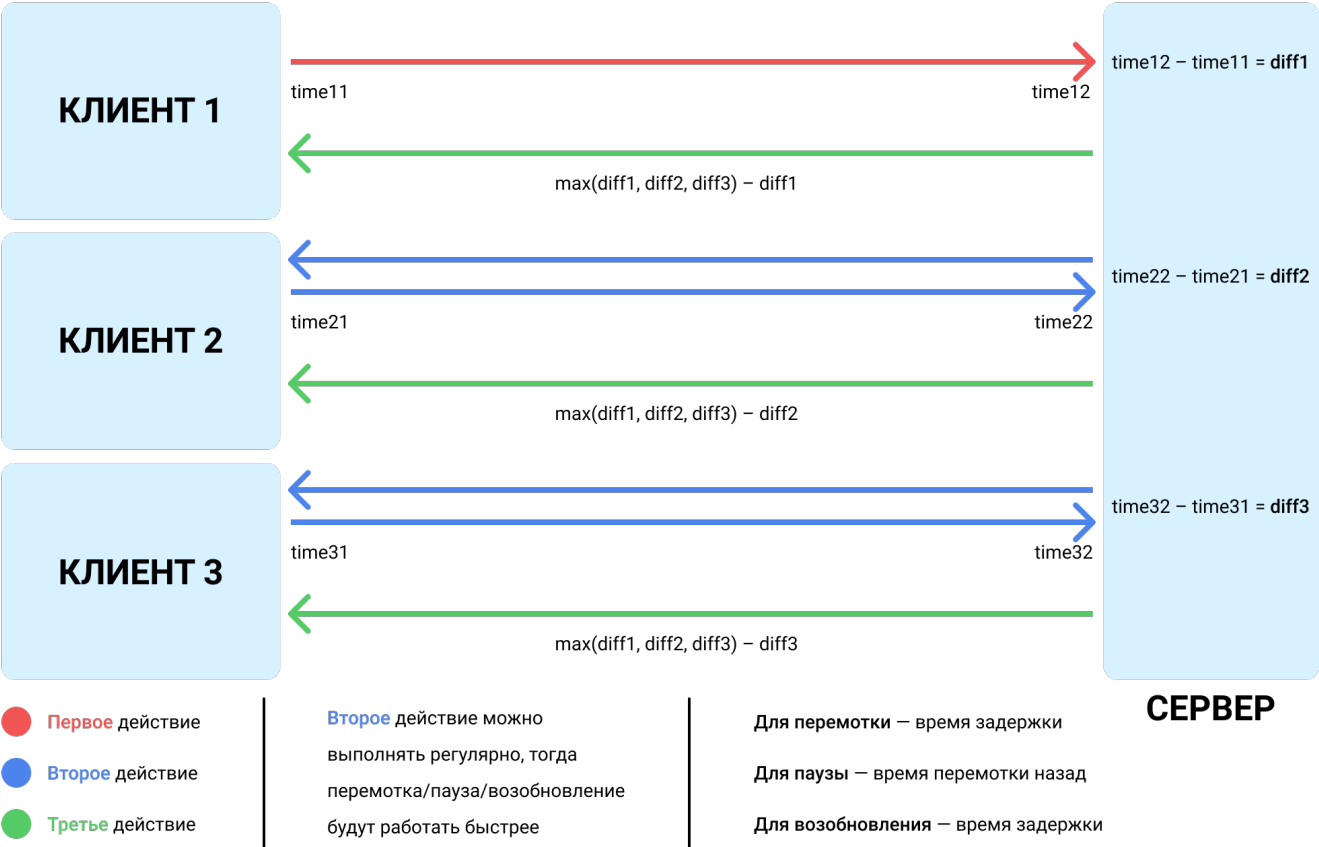 КЛИЕНТ 1
time11
time12
time12 – time11 = diff1
max(diff1, diff2, diff3) – diff1
КЛИЕНТ 2
time21
time22
time22 – time21 = diff2
max(diff1, diff2, diff3) – diff2
КЛИЕНТ 3
time31
time32
time32 – time31 = diff3
max(diff1, diff2, diff3) – diff3
СЕРВЕР
Первое действие
Второе действие
Третье действие
Второе действие можно
выполнять регулярно, тогда
перемотка/пауза/возобновление
будут работать быстрее
Для перемотки — время задержки
Для паузы — время перемотки назад
Для возобновления — время задержки